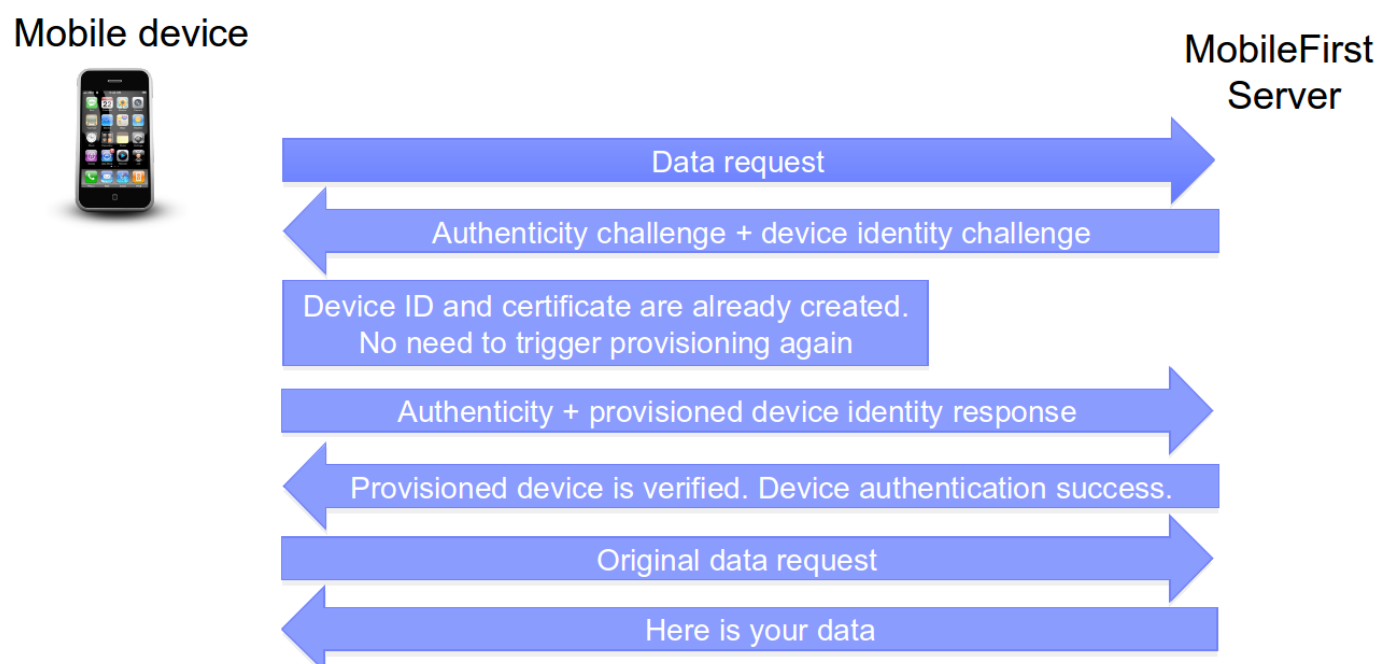 Mobile device
MobileFirst
Server
Data request
Authenticity challenge + device identity challenge
Device ID and certificate are already created.
No need to trigger provisioning again
Authenticity + provisioned device identity response
Provisioned device is verified. Device authentication success.
Original data request
Here is your data